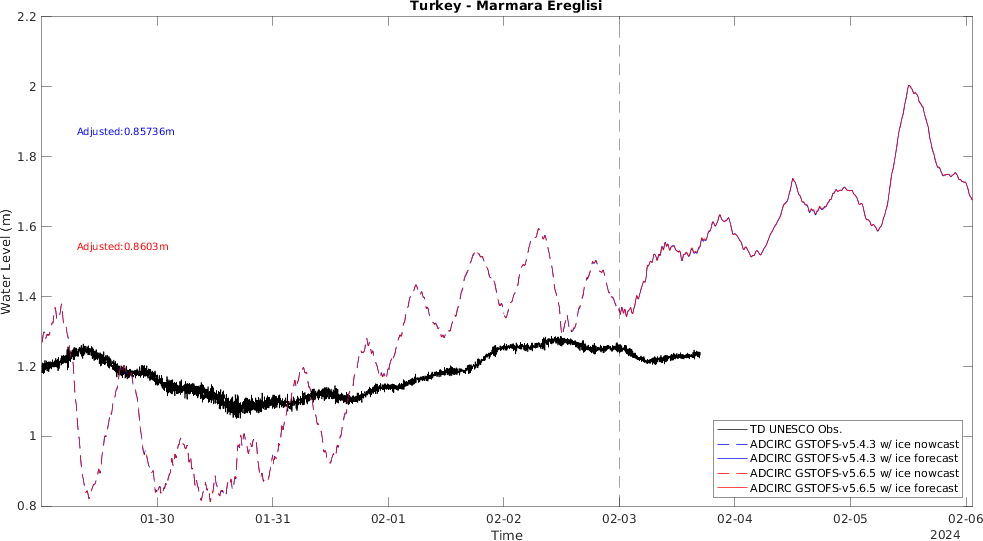 Turkey - Marmara Ereglisi
2.2
2
1.8
1.6
1.4
1.2
1
0.8
Water Level (m)
Adjusted:0.85736m
Adjusted:0.8603m
TD UNESCO Obs.
ADCIRC GSTOFS-v5.4.3 w/ ice nowcast
ADCIRC GSTOFS-v5.4.3 w/ ice forecast
ADCIRC GSTOFS-v5.6.5 w/ ice nowcast
ADCIRC GSTOFS-v5.6.5 w/ ice forecast
01-30 01-31 02-01 02-02 02-03 02-04 02-05 02-06
Time
2024